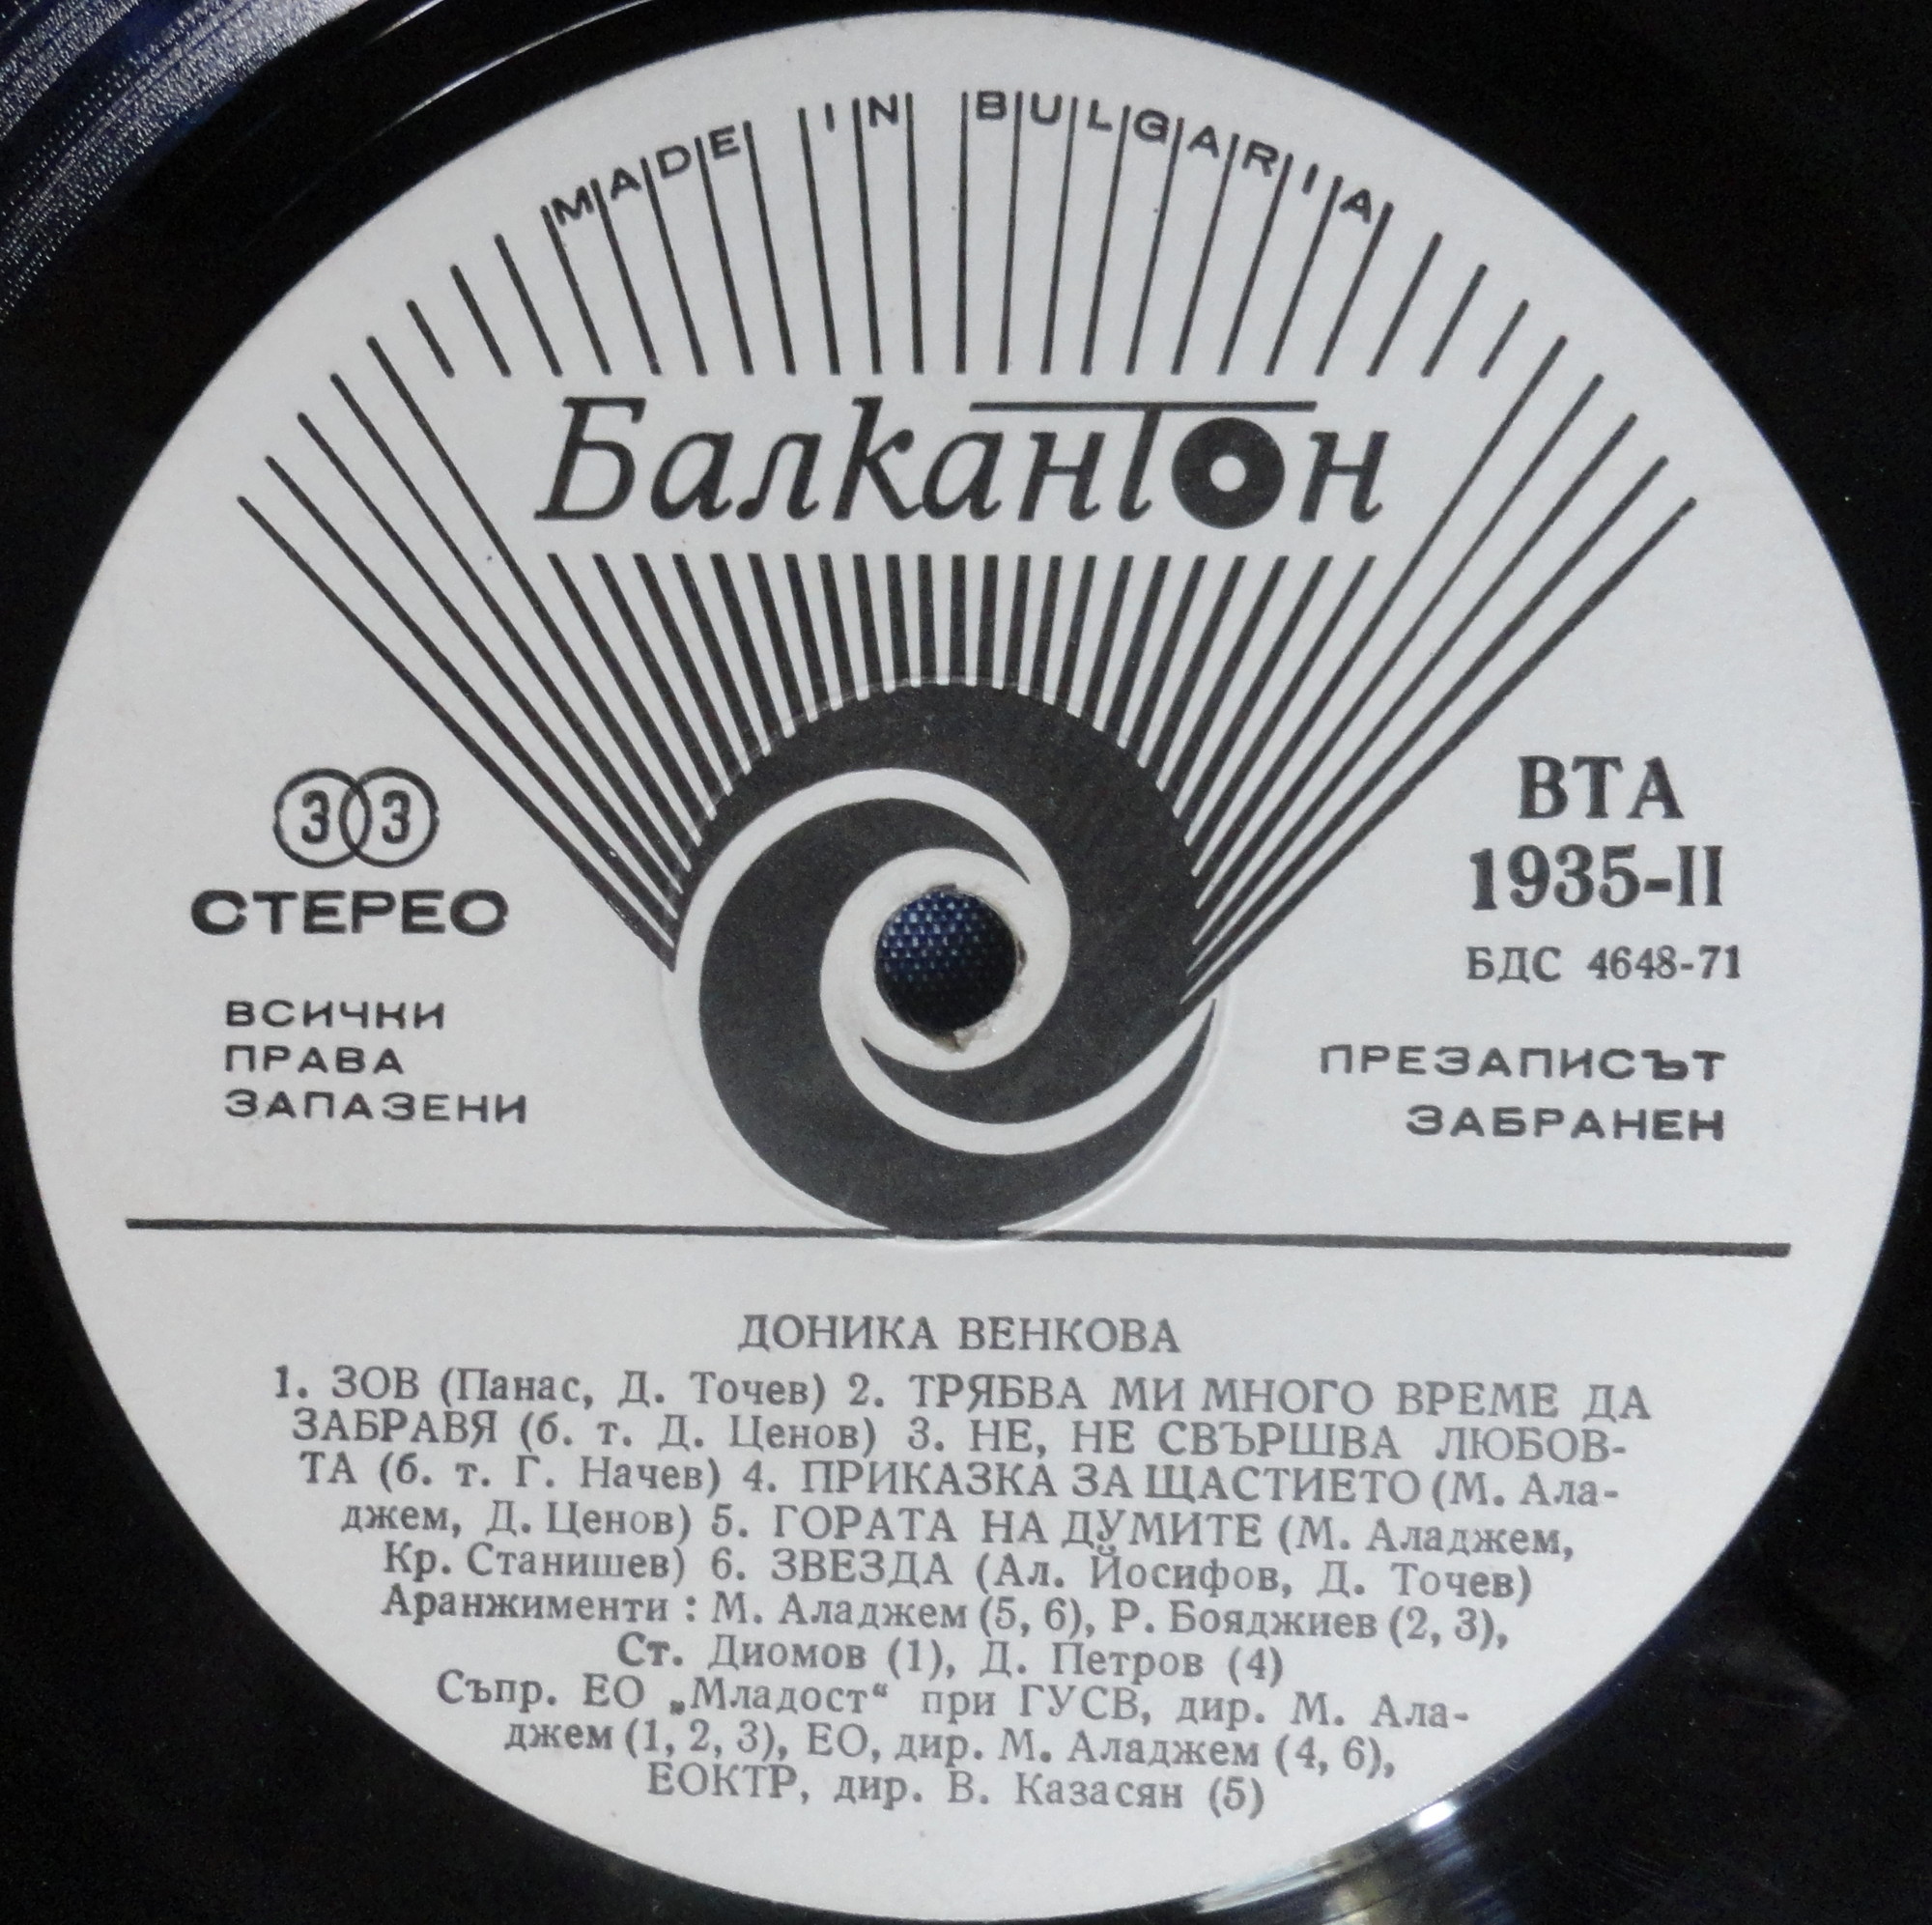 MADE IN BULGARIA
Балкантон
33
СТЕРЕО
ВСИЧКИ
ПРАВА
ЗАПАЗЕНИ
ВТА
1935-II
БДС 4648-71
ПРЕЗАПИСЪТ
ЗАБРАНЕН
ДОНИКА ВЕНКОВА
1. ЗОВ (Панас, Д. Точев) 2. ТРЯБВА МИ МНОГО ВРЕМЕ ДА
ЗАБРАВЯ (б. т. Д. Ценов) 3. НЕ, НЕ СВЪРШВА ЛЮБОВ-
ТА (б. т. Г. Начев) 4. ПРИКАЗКА ЗА ЩАСТИЕТО (М. Ала-
джем, Д. Ценов) 5. ГОРАТА НА ДУМИТЕ (М. Аладжем,
Кр. Станишев) 6. ЗВЕЗДА (Ал. Йосифов, Д. Точев)
Аранжименти : М. Аладжем (5, 6), Р. Бояджиев (2, 3),
Ст. Диомов (1), Д. Петров (4)
Съпр. ЕО „Младост“ при ГУСВ, дир. М. Ала-
джем (1, 2, 3), ЕО, дир. М. Аладжем (4, 6),
ЕОКТР, дир. В. Казасян (5)